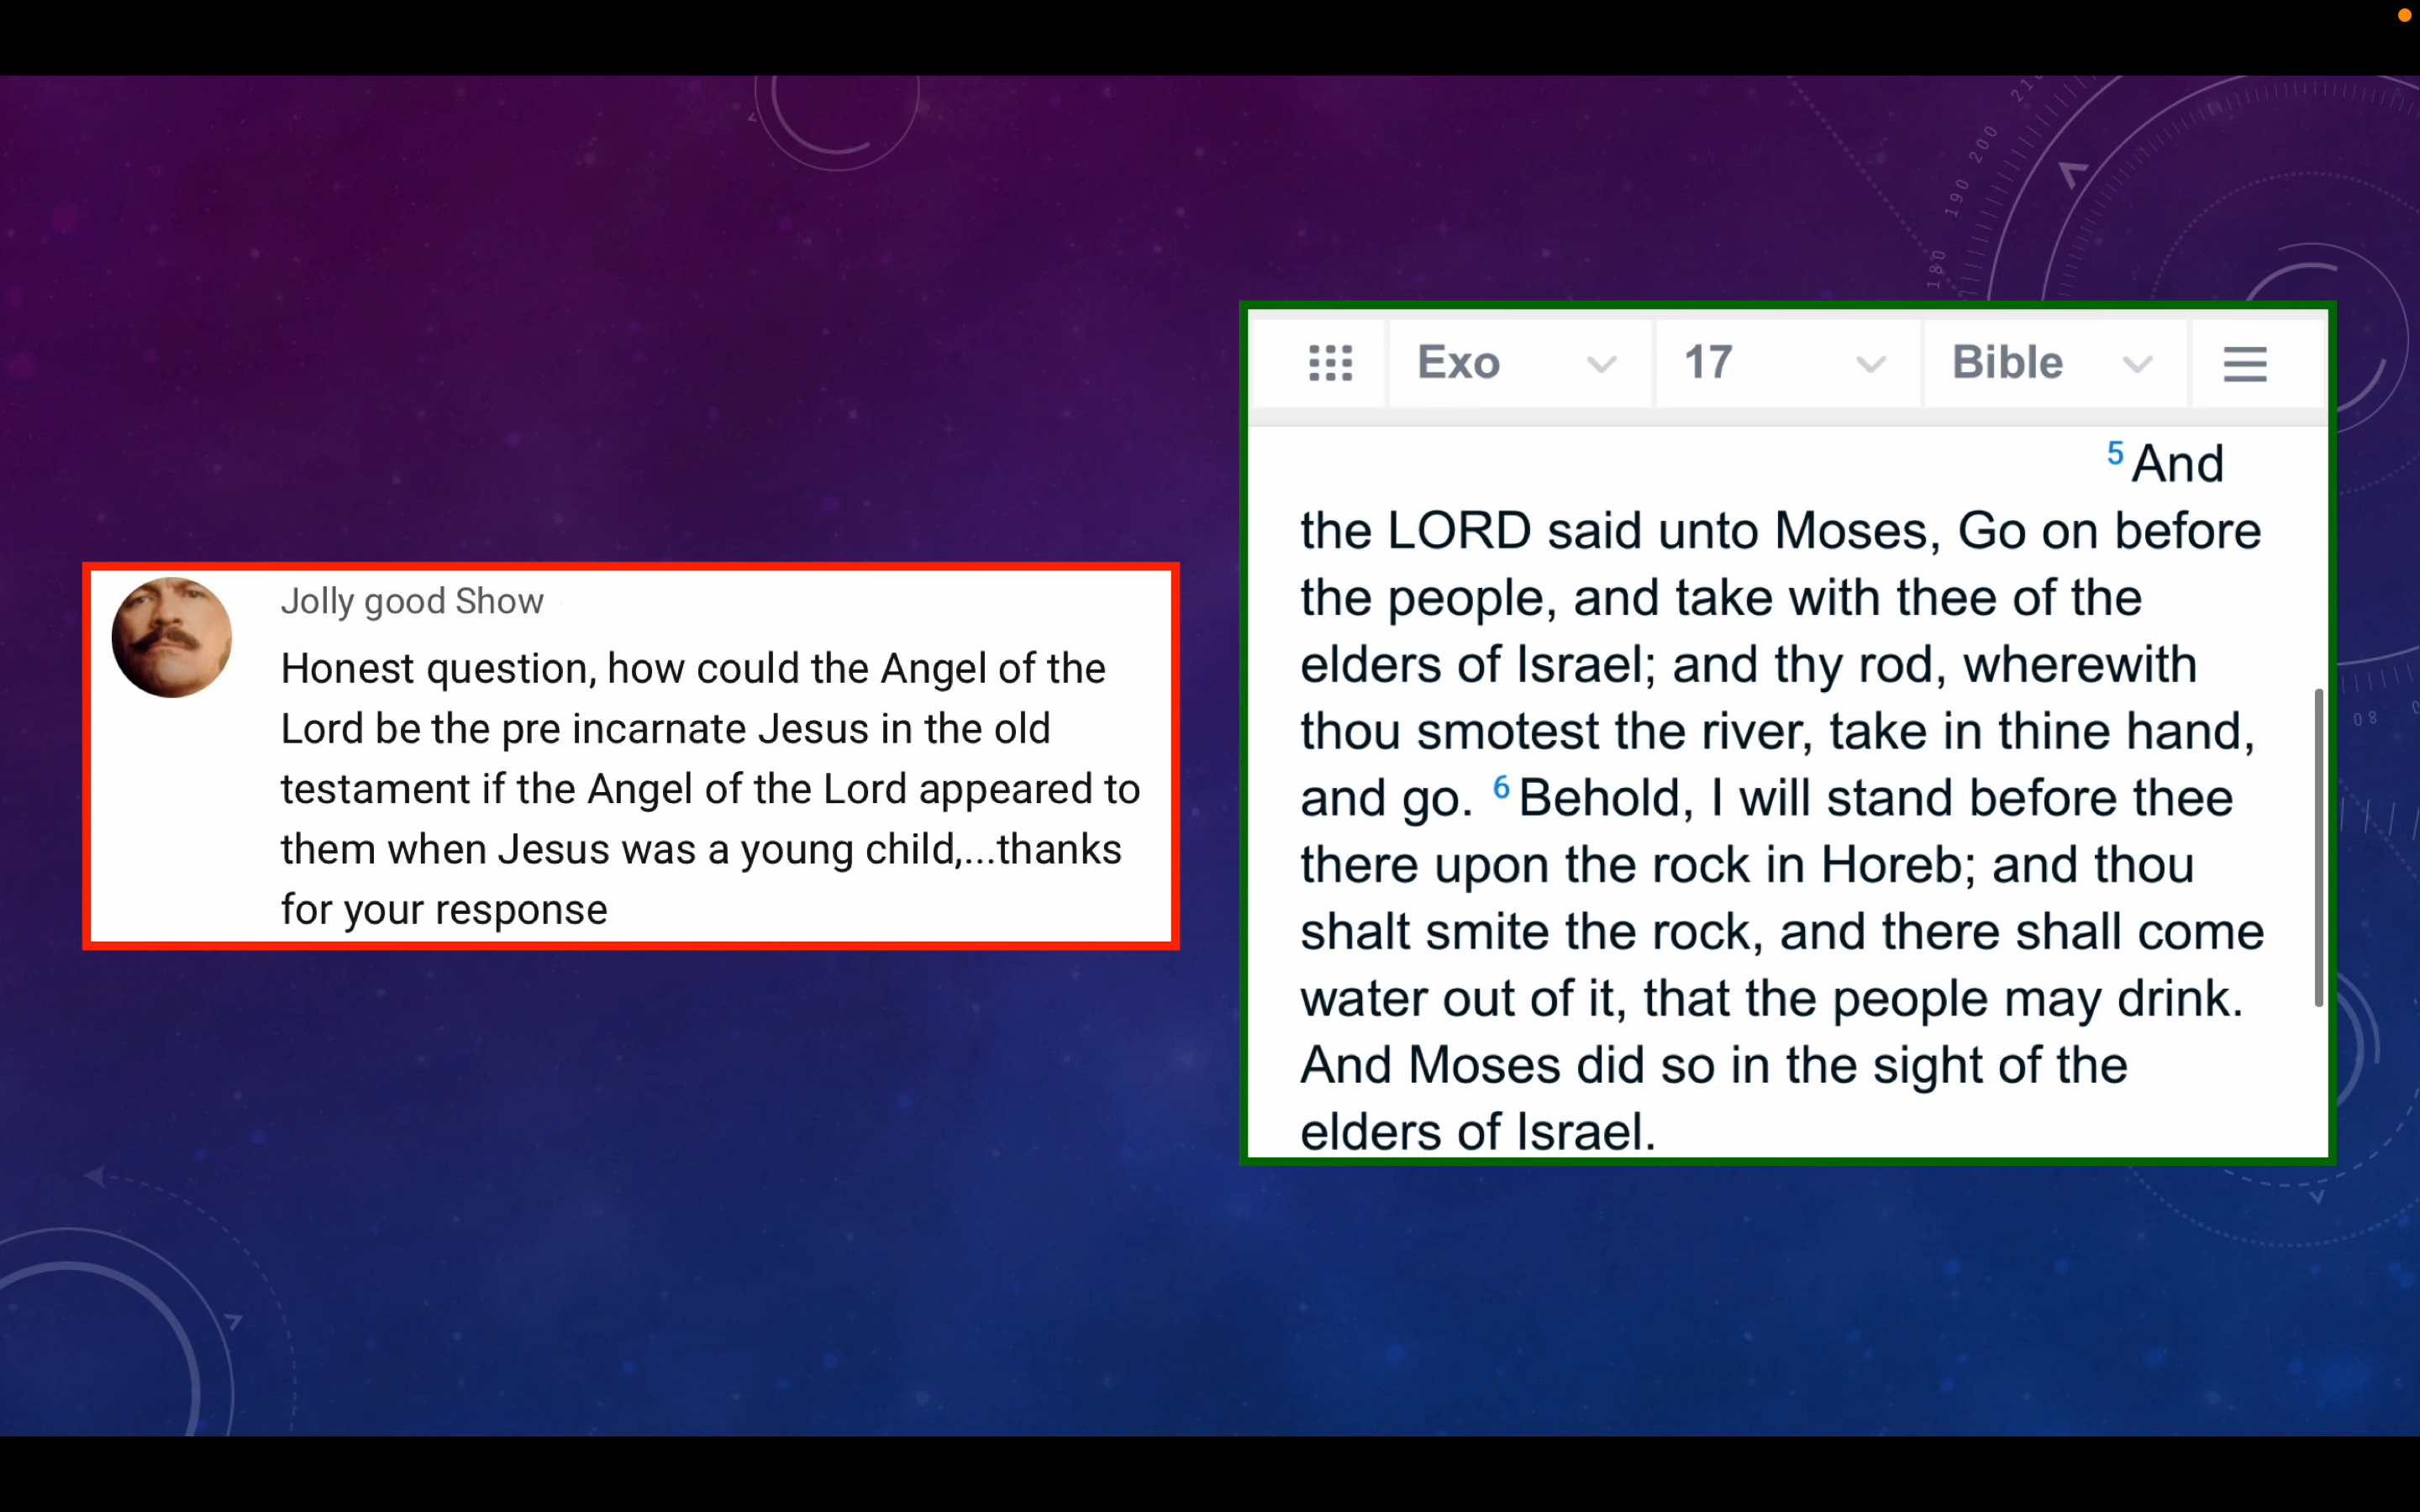 Jolly good Show
Honest question, how could the Angel of the
Lord be the pre incarnate Jesus in the old
testament if the Angel of the Lord appeared to
them when Jesus was a young child,...thanks
for your response
Exo 17 Bible
5 And
the LORD said unto Moses, Go on before
the people, and take with thee of the
elders of Israel; and thy rod, wherewith
thou smotest the river, take in thine hand,
and go. 6 Behold, I will stand before thee
there upon the rock in Horeb; and thou
shalt smite the rock, and there shall come
water out of it, that the people may drink.
And Moses did so in the sight of the
elders of Israel.
180 190 200
80